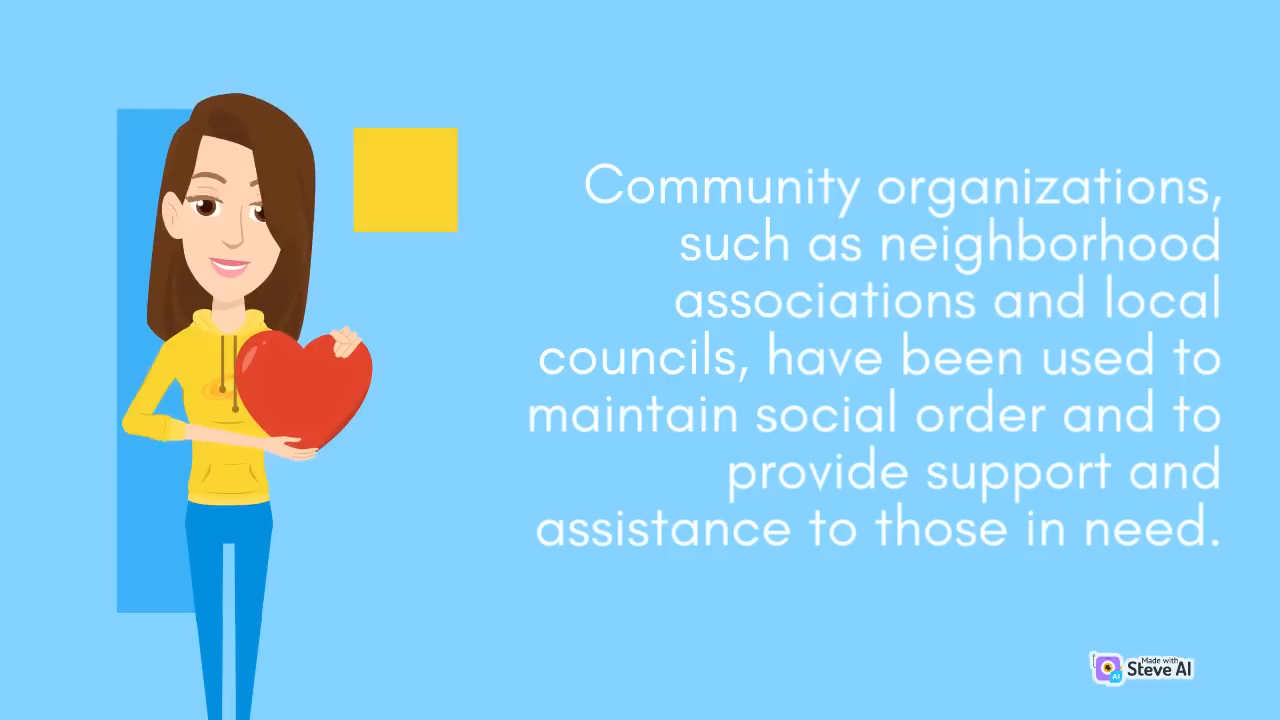 Community organizations,
such as neighborhood
associations and local
councils, have been used to
maintain social order and to
provide support and
assistance to those in need.
Made with
Steve AI
AI